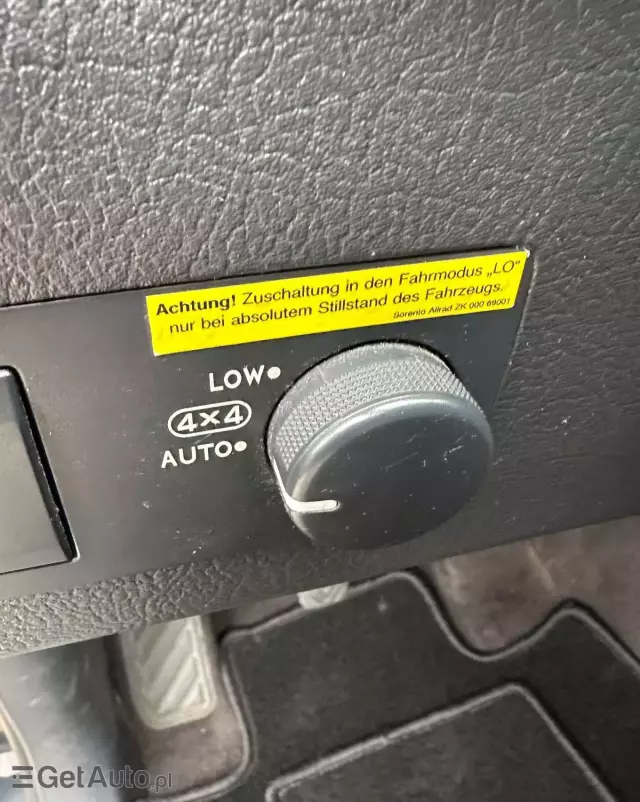 Achtung! Zuschaltung in den Fahrmodus „LO“
nur bei absolutem Stillstand des Fahrzeugs.
Sorento Allrad ZK 000 69001
LOW
4x4
AUTO
GetAuto.pl